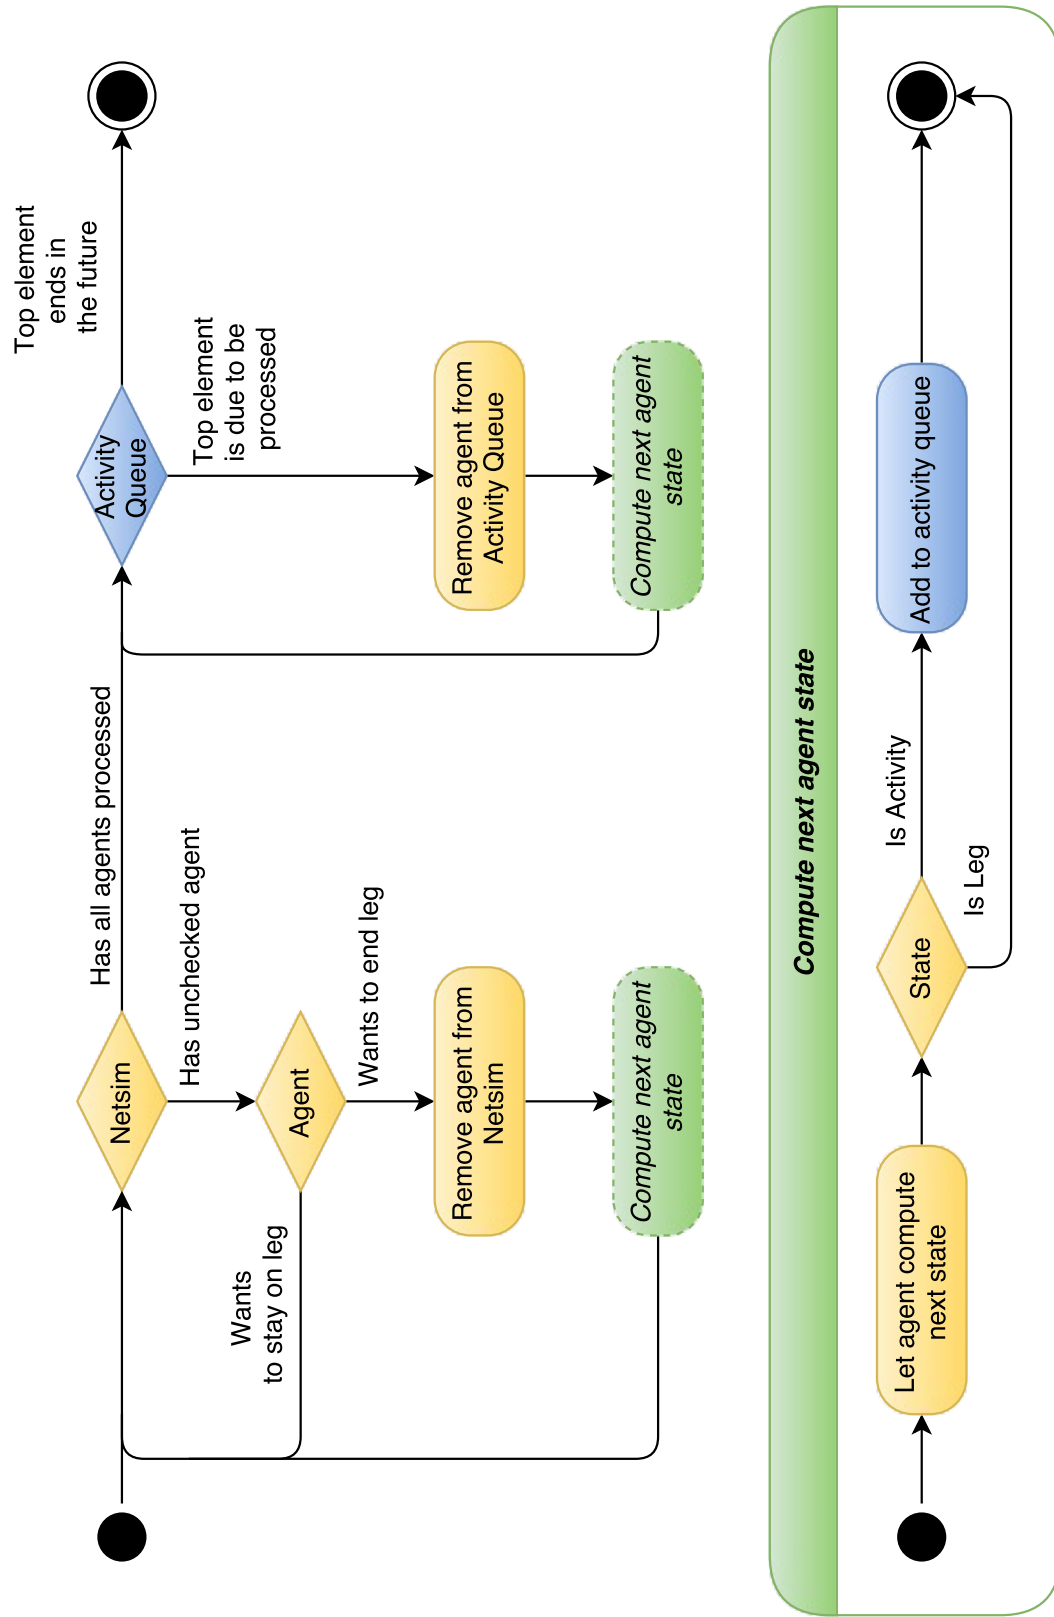 Top element
ends in
the future
Has all agents processed
Netsim
Activity
Queue
Has unchecked agent
Top element
is due to be
processed
Wants
to stay on leg
Agent
Wants to end leg
Remove agent from
Netsim
Remove agent from
Activity Queue
Compute next agent
state
Compute next agent
state
Compute next agent state
Let agent compute
next state
State
Is Activity
Is Leg
Add to activity queue